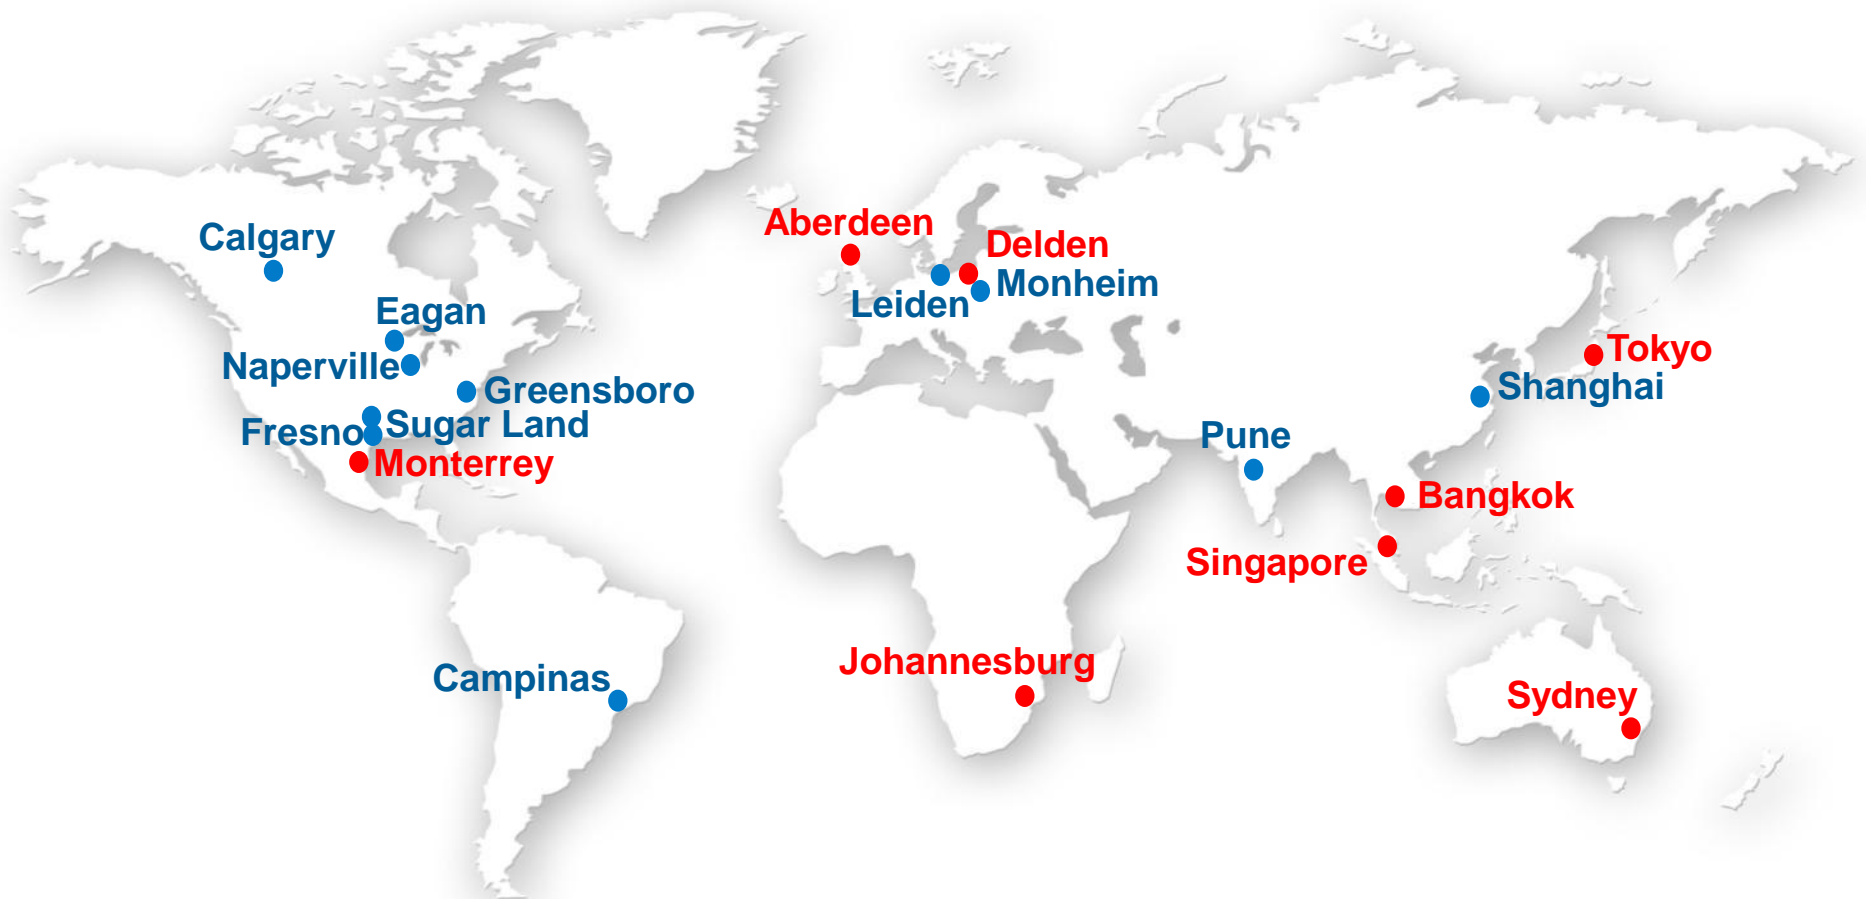 Aberdeen
Calgary
Delden
Monheim
Leiden
Eagan
Tokyo
Naperville
Shanghai
Greensboro
Sugar Land
Fresno
Pune
Monterrey
Bangkok
Singapore
Johannesburg
Campinas
Sydney